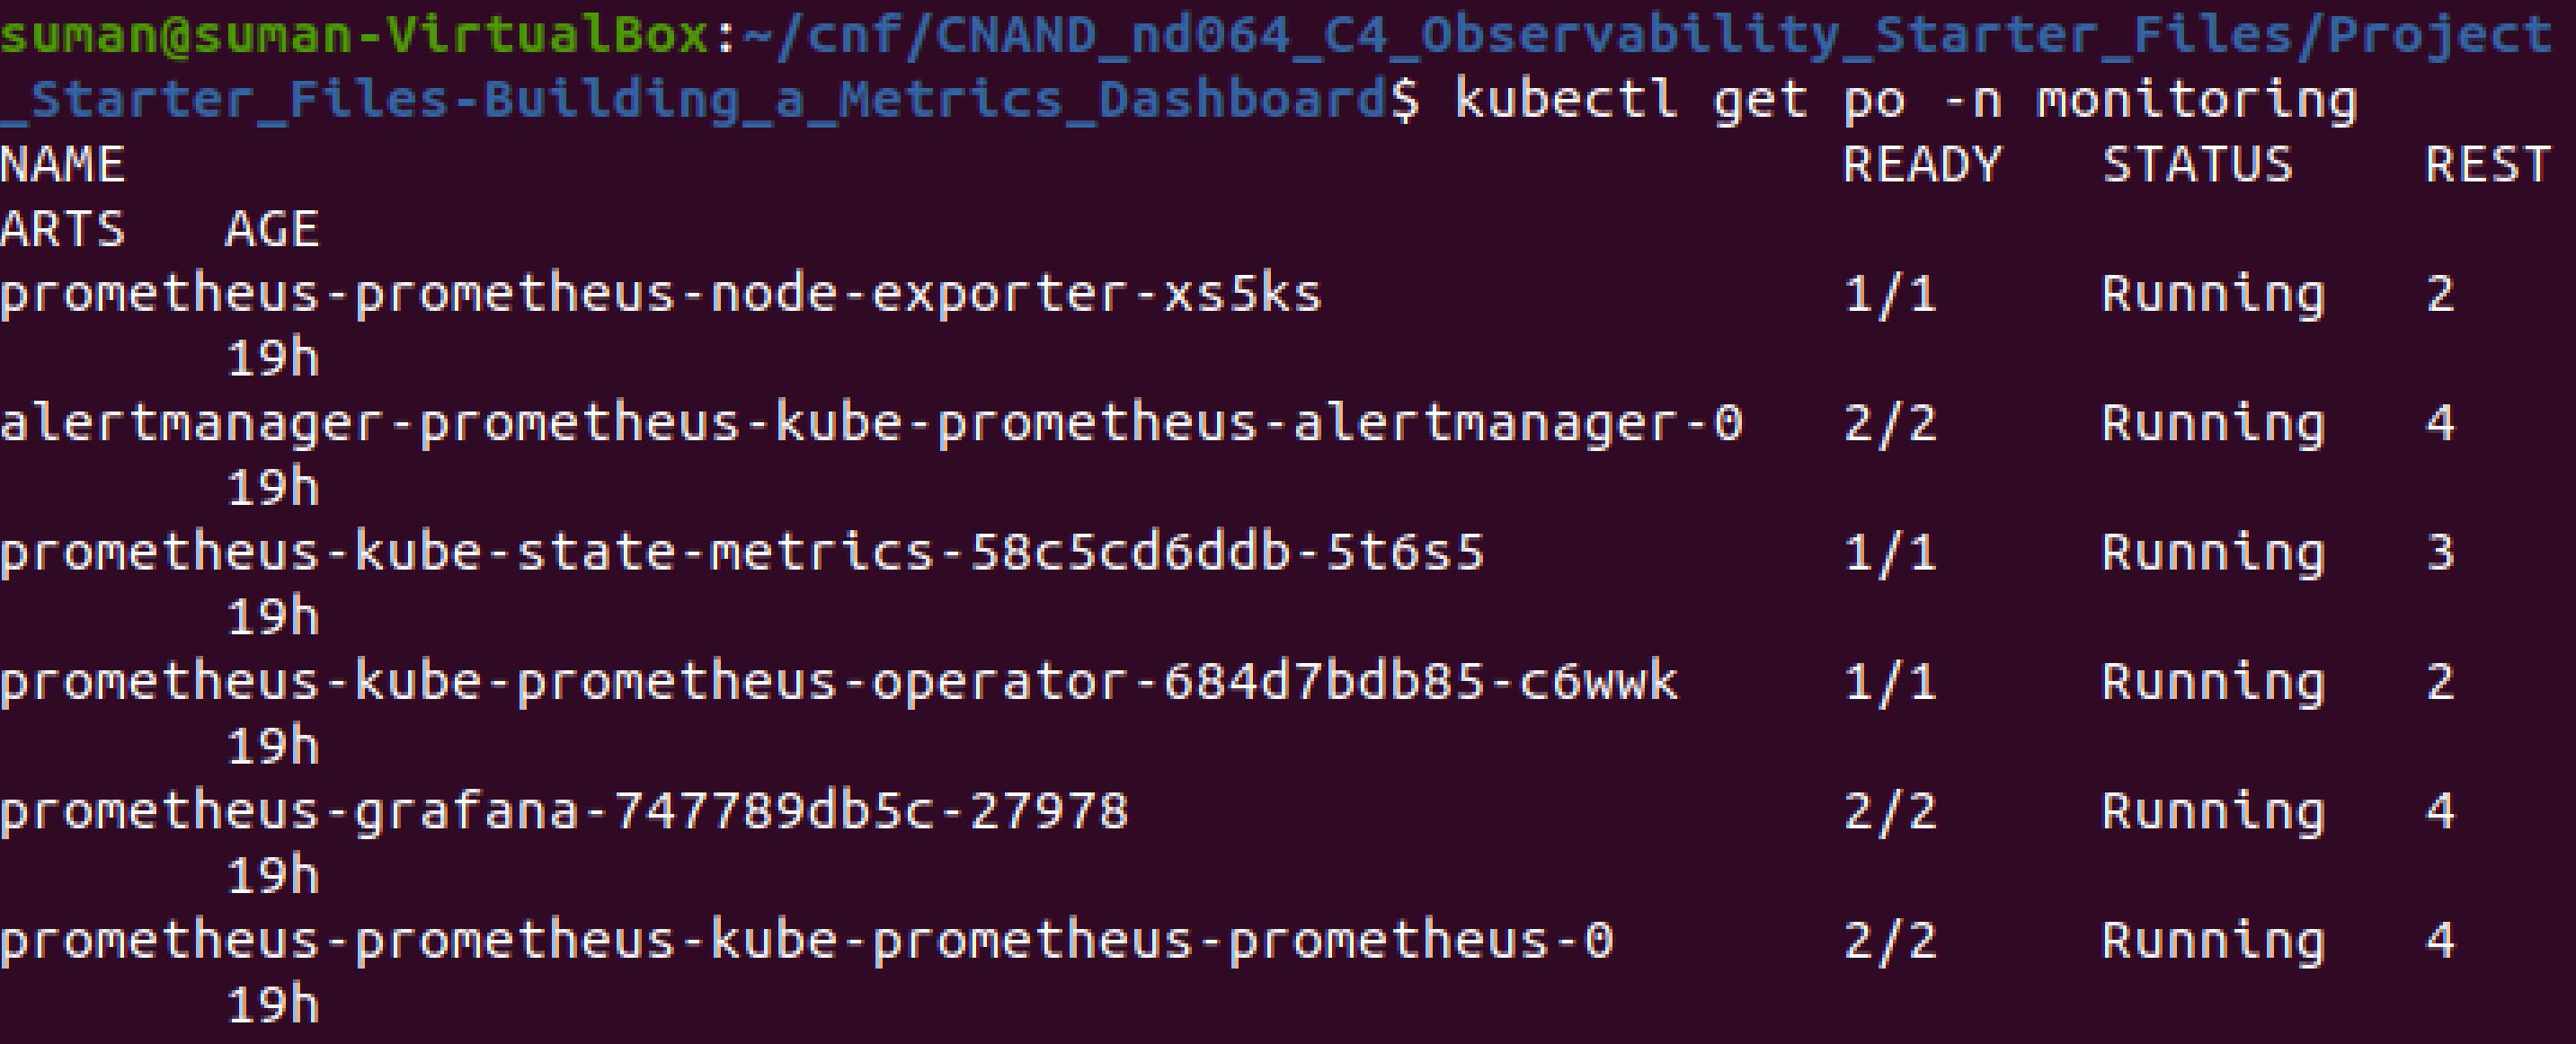 suman@suman-VirtualBox:~/cnf/CNAND_nd064_C4_Observability_Starter_Files/Project
_Starter_Files-Building_a_Metrics_Dashboard$ kubectl get po -n monitoring
NAME                                                     READY   STATUS    REST
ARTS   AGE
prometheus-prometheus-node-exporter-xs5ks                1/1     Running   2
       19h
alertmanager-prometheus-kube-prometheus-alertmanager-0   2/2     Running   4
       19h
prometheus-kube-state-metrics-58c5cd6ddb-5t6s5           1/1     Running   3
       19h
prometheus-kube-prometheus-operator-684d7bdb85-c6wwk     1/1     Running   2
       19h
prometheus-grafana-747789db5c-27978                      2/2     Running   4
       19h
prometheus-prometheus-kube-prometheus-prometheus-0       2/2     Running   4
       19h